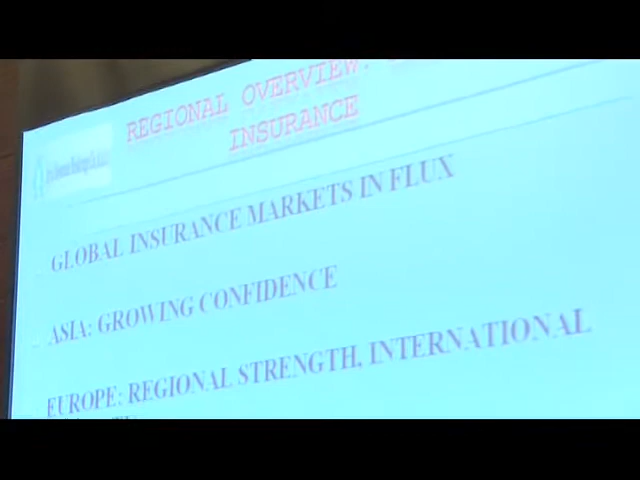 REGIONAL OVERVIEW:
INSURANCE
GLOBAL INSURANCE MARKETS IN FLUX
ASIA: GROWING CONFIDENCE
EUROPE: REGIONAL STRENGTH, INTERNATIONAL